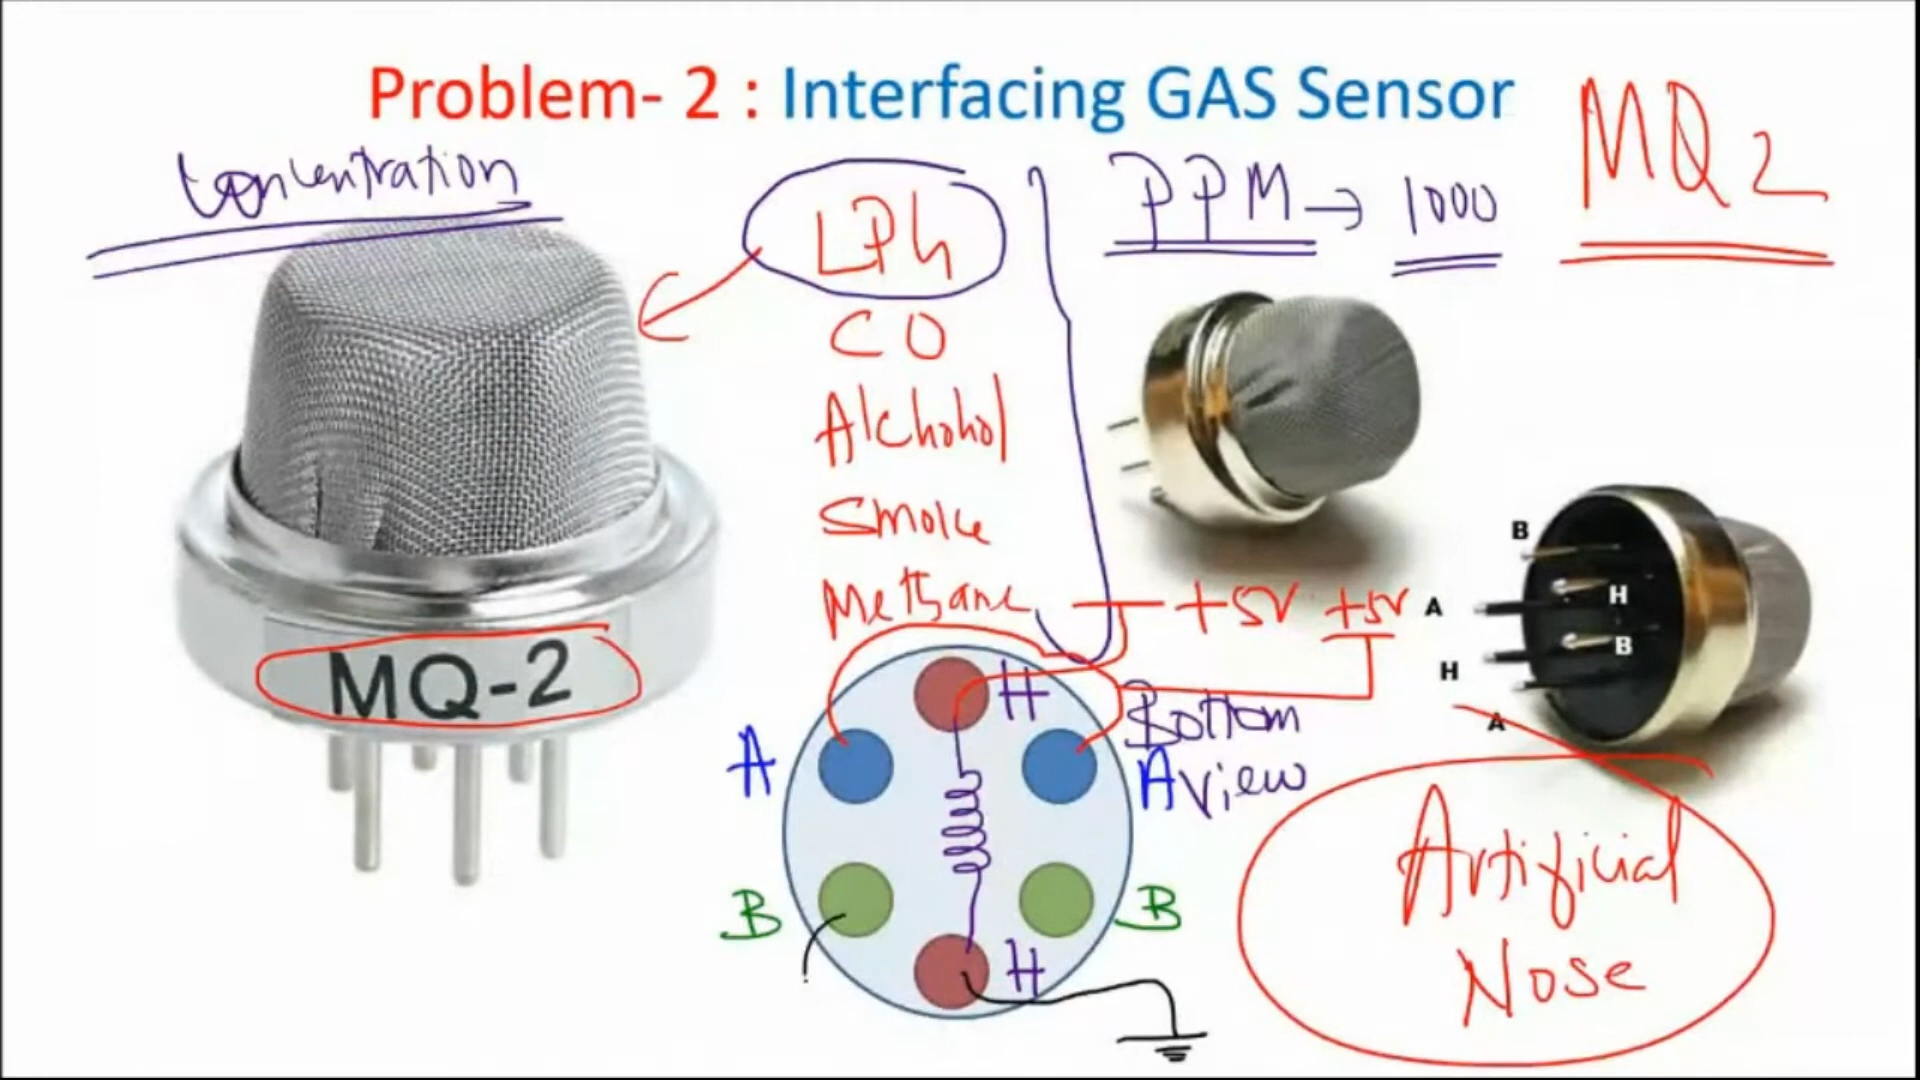 Problem- 2 : Interfacing GAS Sensor
MQ2
Concentration
PPM → 1000
LPG
CO
Alchohol
Smoke
Methane
+5V
+5V
MQ-2
B
A
H
B
H
A
H
A
A
Bottom
View
B
B
H
Artificial
Nose